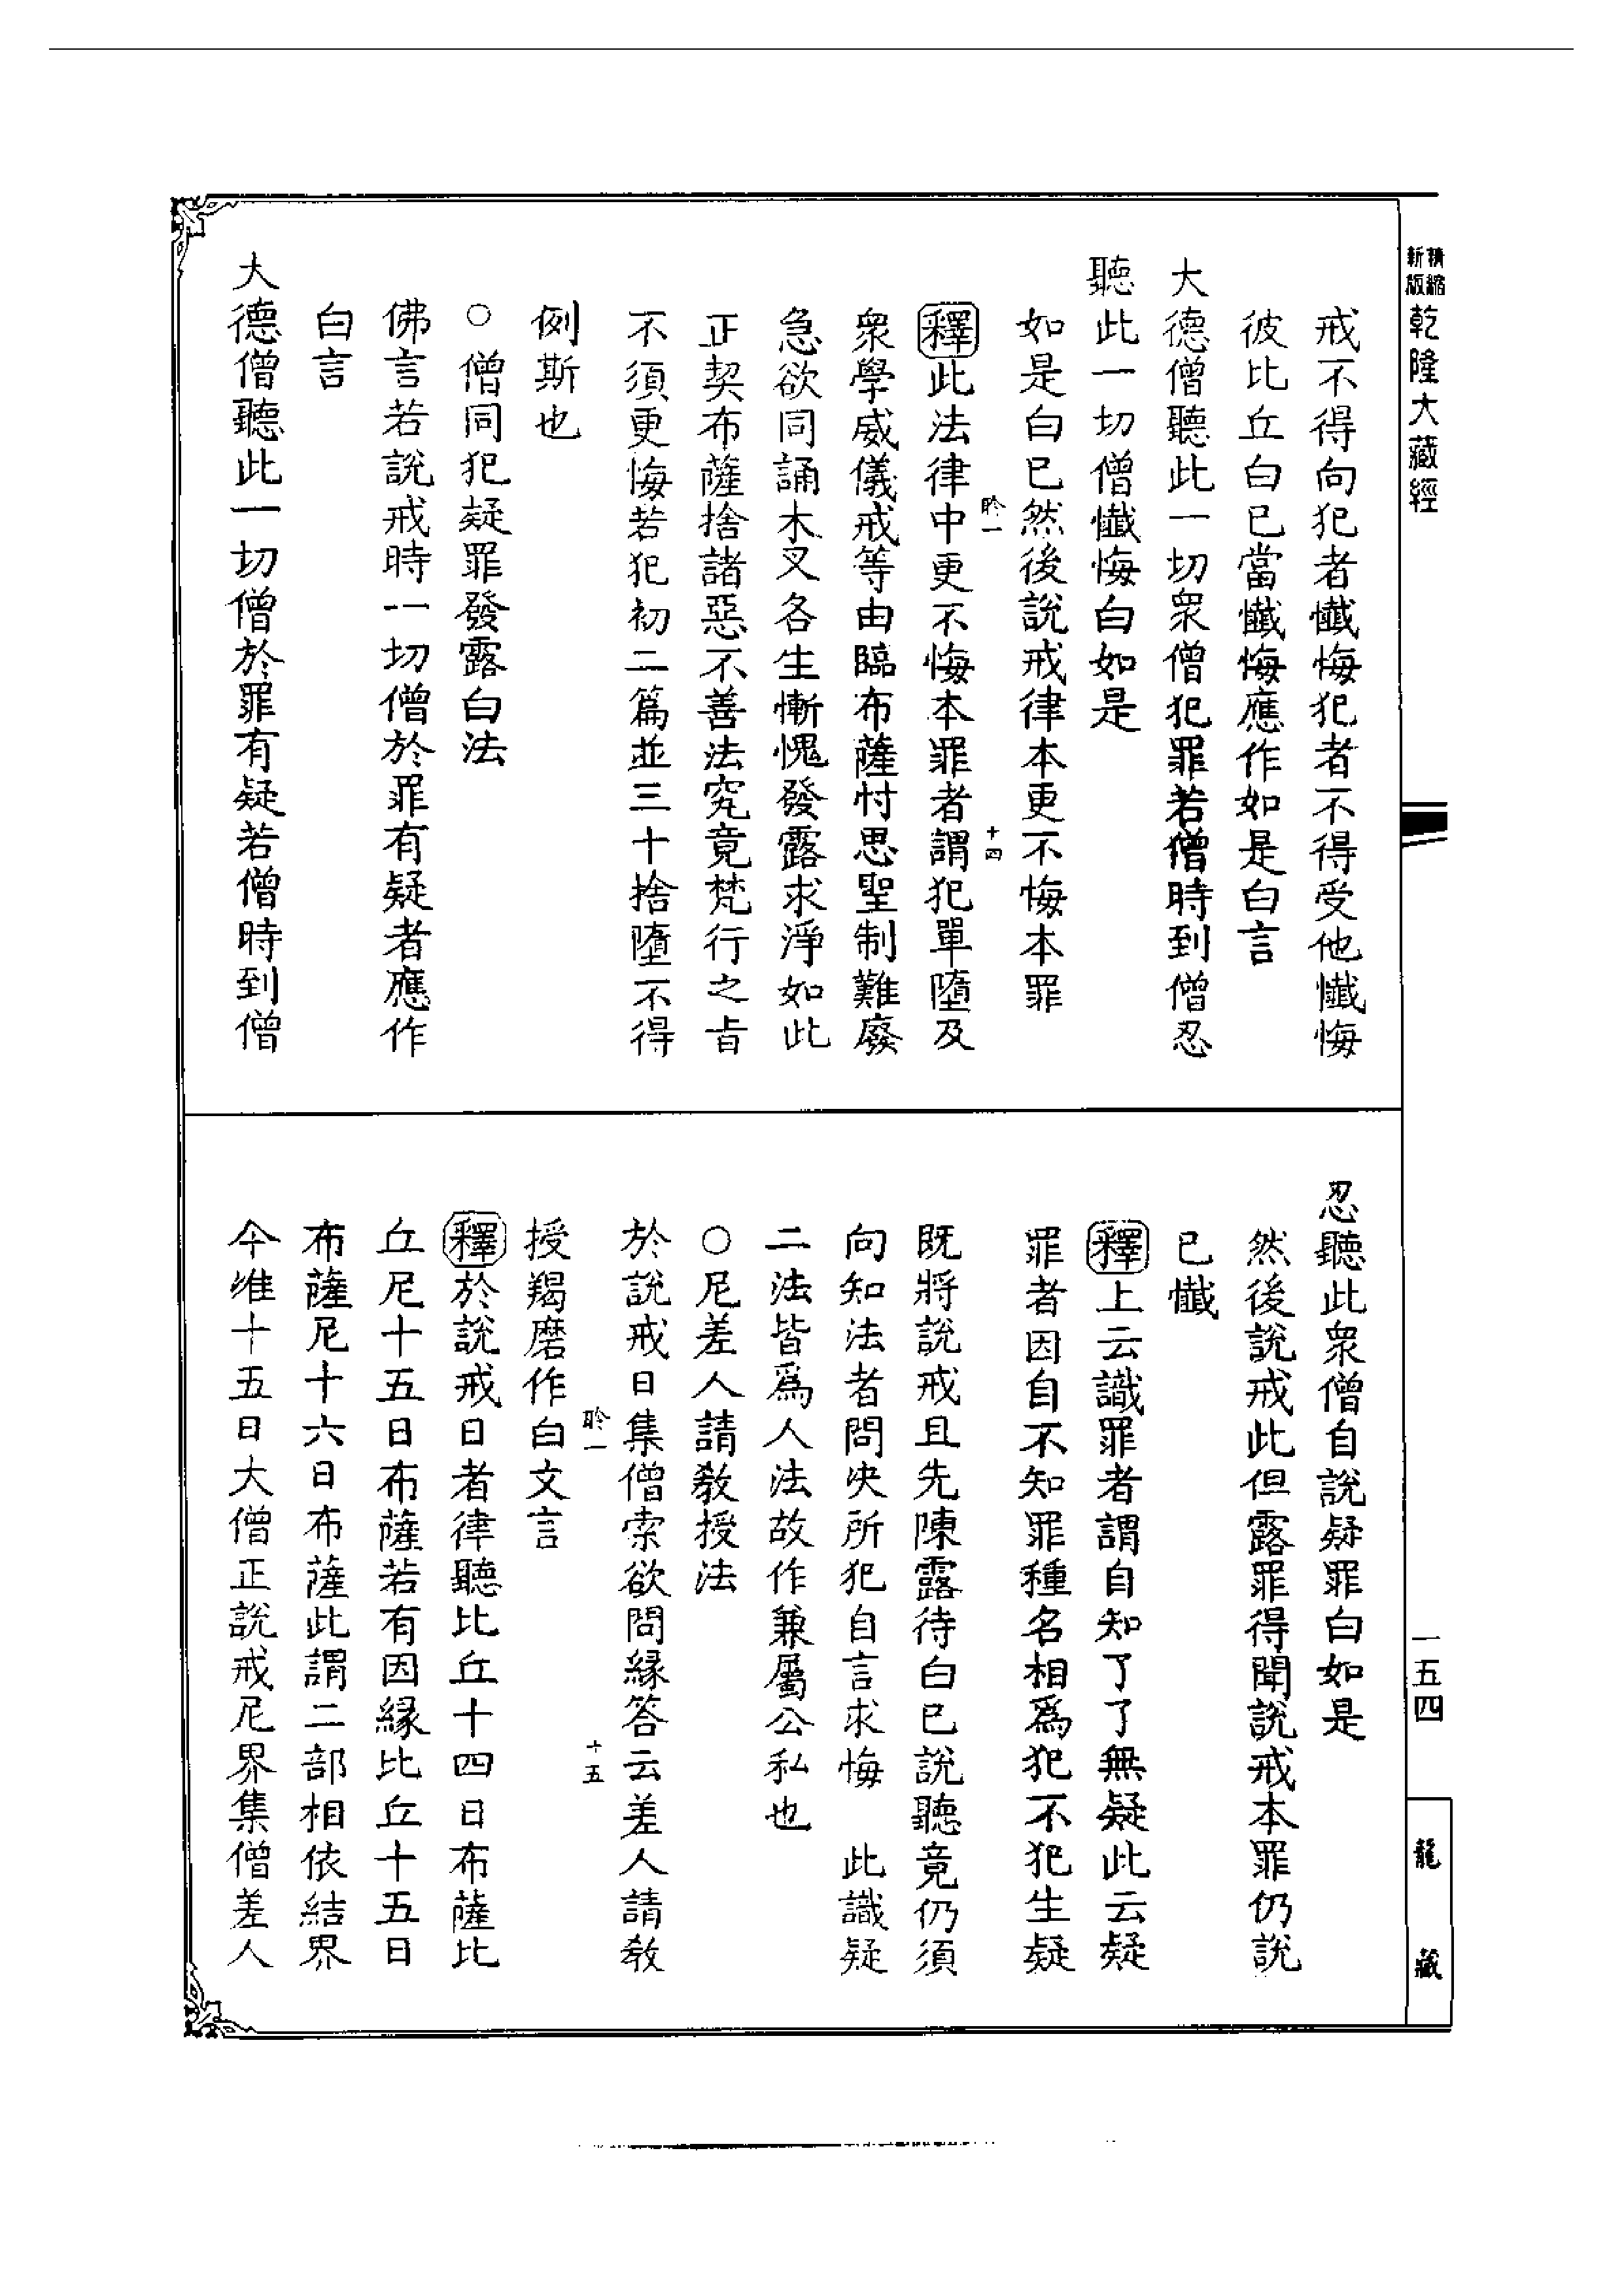 精縮新版乾隆大藏經
戒不得向犯者懺悔犯者不得受他懺悔
彼比丘白已當懺悔應作如是白言
大德僧聽此一切衆僧犯罪若僧時到僧忍
聽此一切僧懺悔白如是
如是白已然後說戒律本更不悔本罪
釋此法律中更不悔本罪者謂犯單墮及
衆學威儀戒等由臨布薩忖思聖制難廢
急欲同誦木叉各生慚愧發露求淨如此
正契布薩捨諸惡不善法究竟梵行之旨
不須更悔若犯初二篇並三十捨墮不得
例斯也
○僧同犯疑罪發露白法
佛言若說戒時一切僧於罪有疑者應作
白言
大德僧聽此一切僧於罪有疑若僧時到僧
聆一
十四
忍聽此衆僧自說疑罪白如是
然後說戒此但露罪得聞說戒本罪仍說
已懺
釋上云識罪者謂自知了了無疑此云疑
罪者因自不知罪種名相爲犯不犯生疑
既將說戒且先陳露待白已說聽竟仍須
向知法者問決所犯自言求悔 此識疑
二法皆爲人法故作兼屬公私也
○尼差人請教授法
於說戒日集僧索欲問緣答云差人請教
授羯磨作白文言
釋於說戒日者律聽比丘十四日布薩比
丘尼十五日布薩若有因緣比丘十五日
布薩尼十六日布薩此謂二部相依結界
今維十五日大僧正說戒尼界集僧差人
聆一
十五
一五四
龍藏